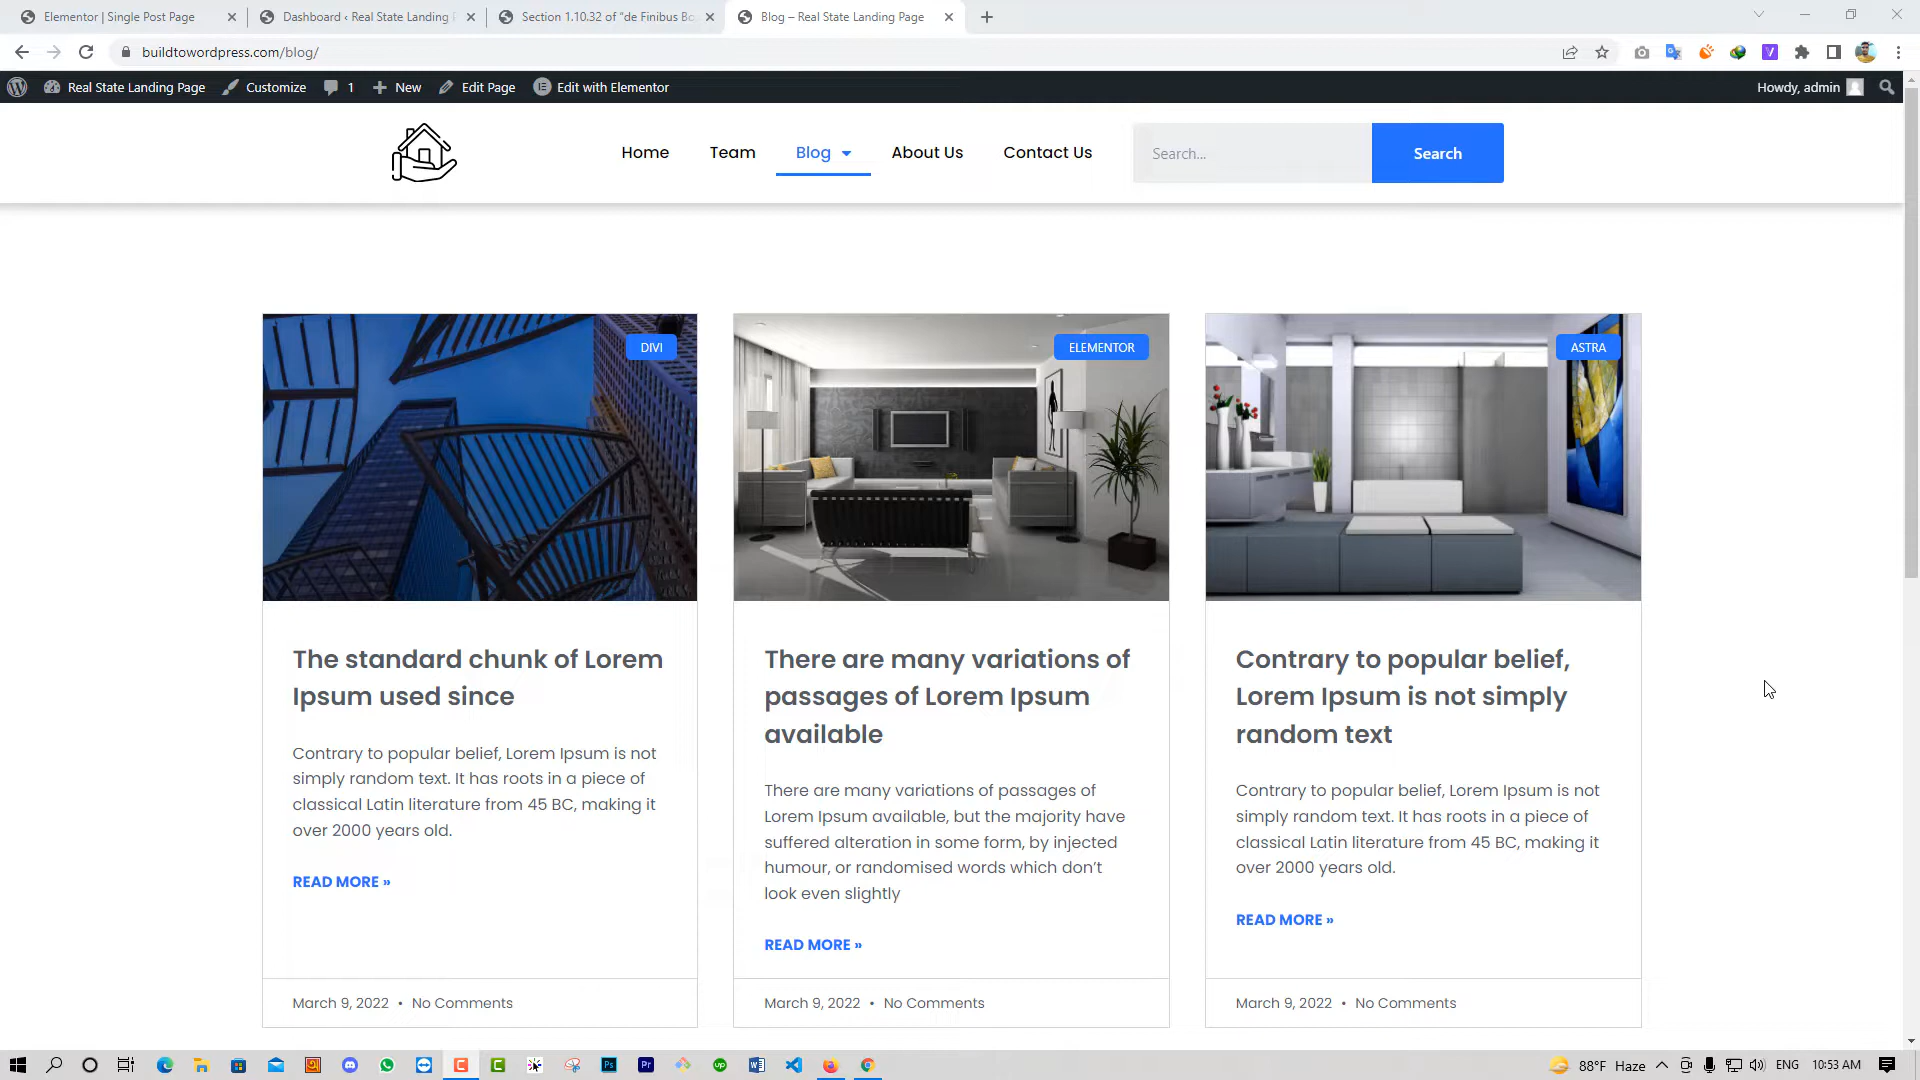 Elementor | Single Post Page
Dashboard ‹ Real State Landing
Section 1.10.32 of “de Finibus Bo
Blog – Real State Landing Page
buildtowordpress.com/blog/
Real State Landing Page
Customize
1
New
Edit Page
Edit with Elementor
Howdy, admin
Home
Team
Blog
About Us
Contact Us
Search...
Search
DIVI
ELEMENTOR
ASTRA
The standard chunk of Lorem
Ipsum used since
Contrary to popular belief, Lorem Ipsum is not
simply random text. It has roots in a piece of
classical Latin literature from 45 BC, making it
over 2000 years old.
READ MORE »
March 9, 2022 • No Comments
There are many variations of
passages of Lorem Ipsum
available
There are many variations of passages of
Lorem Ipsum available, but the majority have
suffered alteration in some form, by injected
humour, or randomised words which don’t
look even slightly
READ MORE »
March 9, 2022 • No Comments
Contrary to popular belief,
Lorem Ipsum is not simply
random text
Contrary to popular belief, Lorem Ipsum is not
simply random text. It has roots in a piece of
classical Latin literature from 45 BC, making it
over 2000 years old.
READ MORE »
March 9, 2022 • No Comments
88°F Haze
ENG
10:53 AM